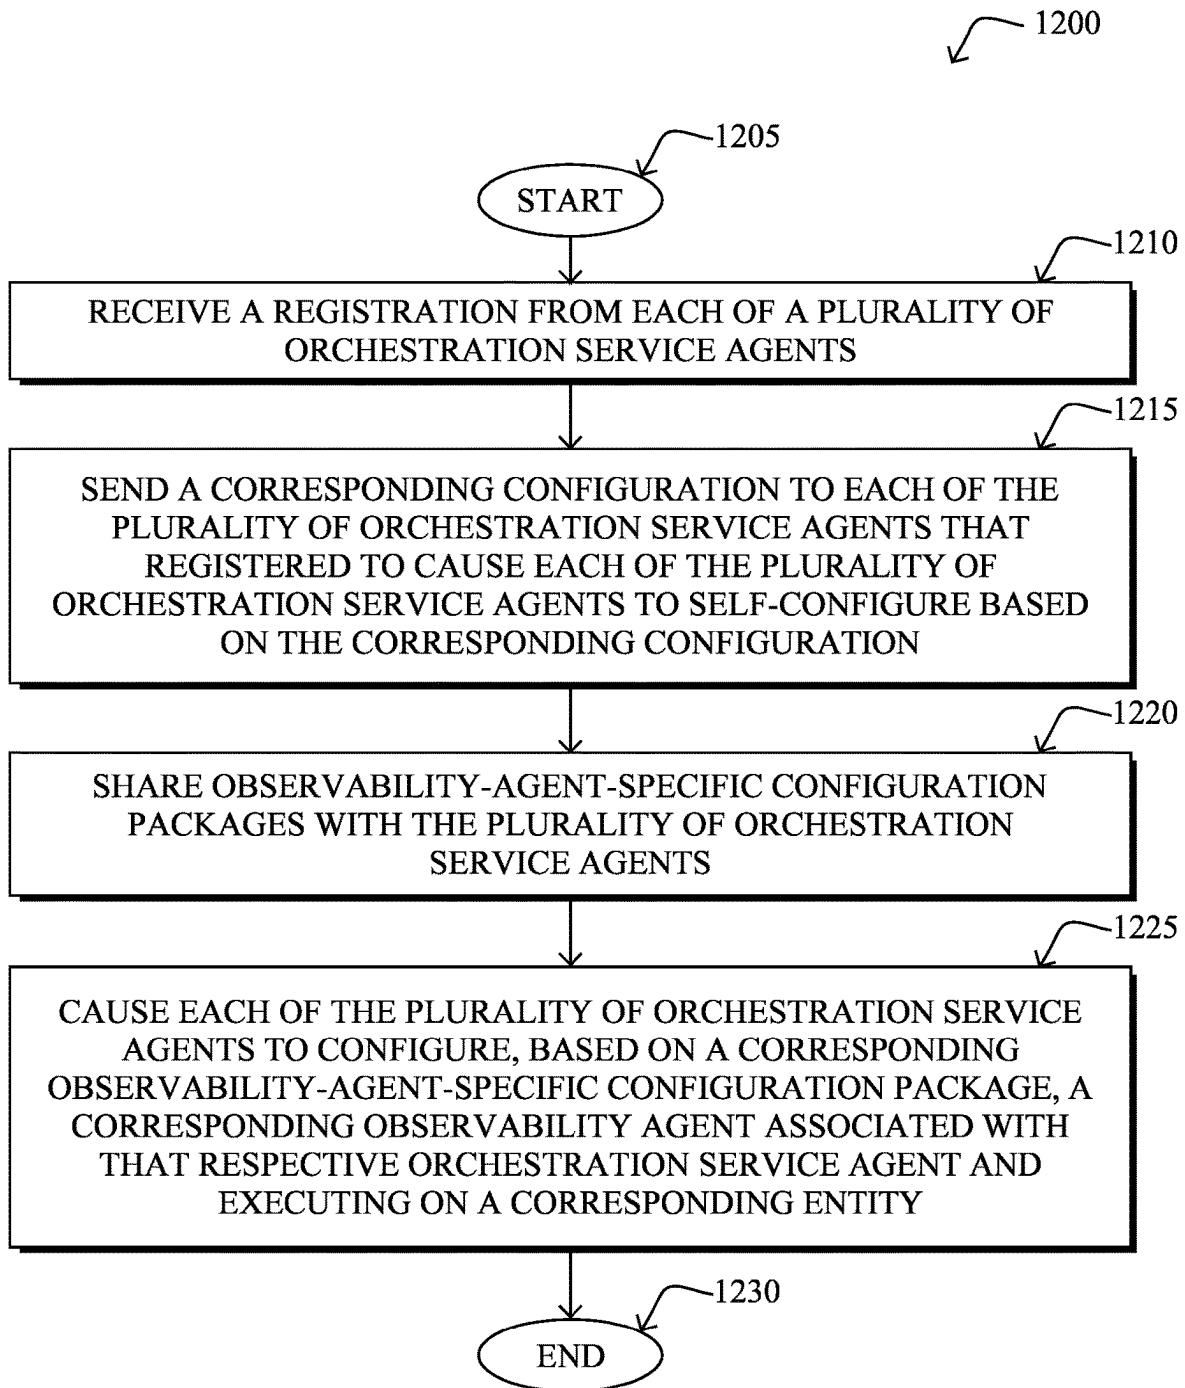 1200
1205
START
1210
RECEIVE A REGISTRATION FROM EACH OF A PLURALITY OF
ORCHESTRATION SERVICE AGENTS
1215
SEND A CORRESPONDING CONFIGURATION TO EACH OF THE
PLURALITY OF ORCHESTRATION SERVICE AGENTS THAT
REGISTERED TO CAUSE EACH OF THE PLURALITY OF
ORCHESTRATION SERVICE AGENTS TO SELF-CONFIGURE BASED
ON THE CORRESPONDING CONFIGURATION
1220
SHARE OBSERVABILITY-AGENT-SPECIFIC CONFIGURATION
PACKAGES WITH THE PLURALITY OF ORCHESTRATION
SERVICE AGENTS
1225
CAUSE EACH OF THE PLURALITY OF ORCHESTRATION SERVICE
AGENTS TO CONFIGURE, BASED ON A CORRESPONDING
OBSERVABILITY-AGENT-SPECIFIC CONFIGURATION PACKAGE, A
CORRESPONDING OBSERVABILITY AGENT ASSOCIATED WITH
THAT RESPECTIVE ORCHESTRATION SERVICE AGENT AND
EXECUTING ON A CORRESPONDING ENTITY
1230
END